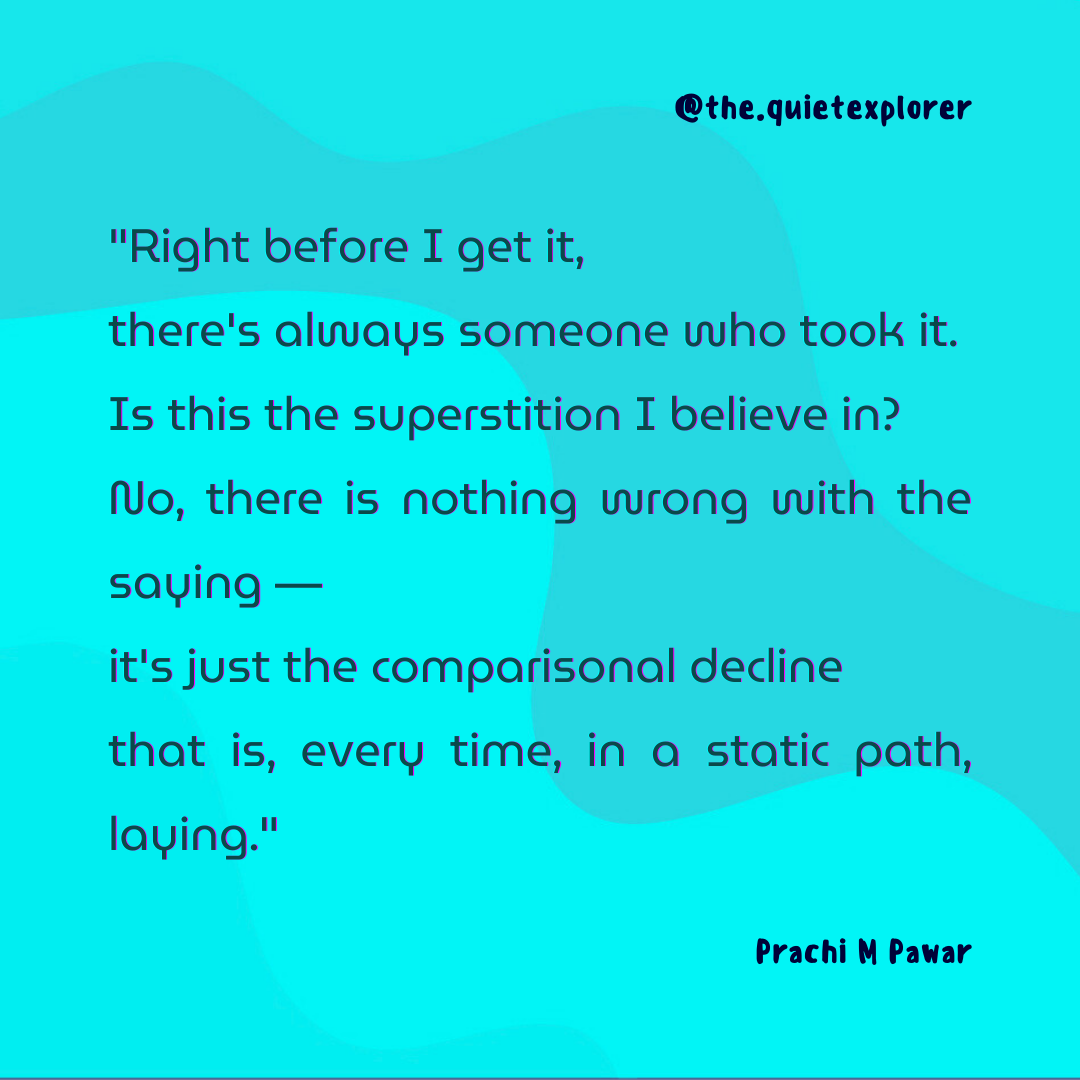 @the.quietexplorer
"Right before I get it,
there's always someone who took it.
Is this the superstition I believe in?
No, there is nothing wrong with the
saying —
it's just the comparisonal decline
that is, every time, in a static path,
laying."
Prachi M Pawar